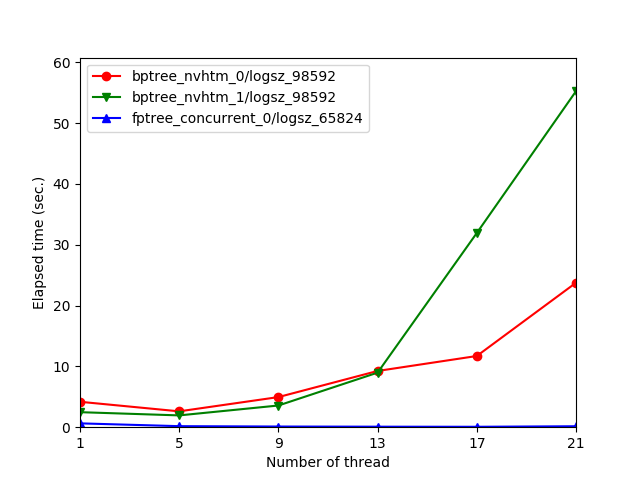 60
50
40
30
20
10
0
Elapsed time (sec.)
bptree_nvhtm_0/logsz_98592
bptree_nvhtm_1/logsz_98592
fptree_concurrent_0/logsz_65824
1 5 9 13 17 21
Number of thread